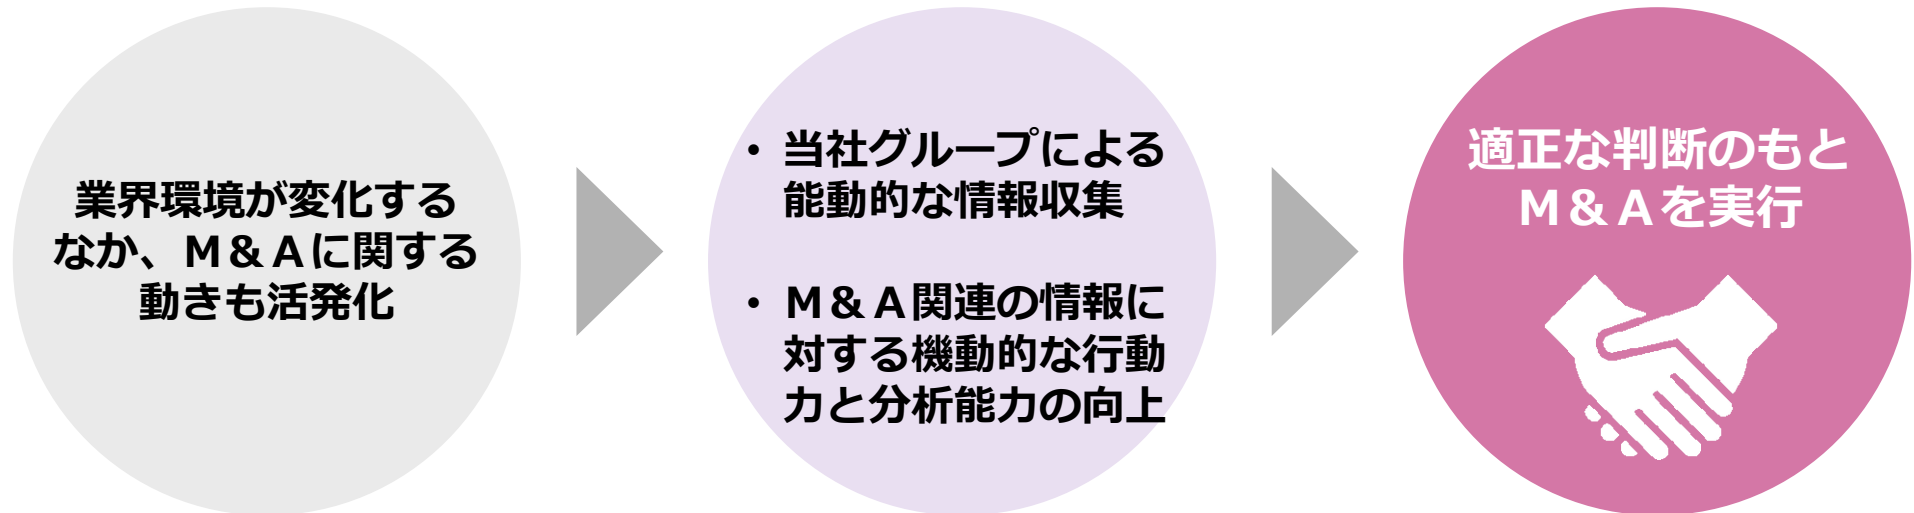 業界環境が変化する
なか、Ｍ＆Ａに関する
動きも活発化
• 当社グループによる
能動的な情報収集
• Ｍ＆Ａ関連の情報に
対する機動的な行動
力と分析能力の向上
適正な判断のもと
Ｍ＆Ａを実行